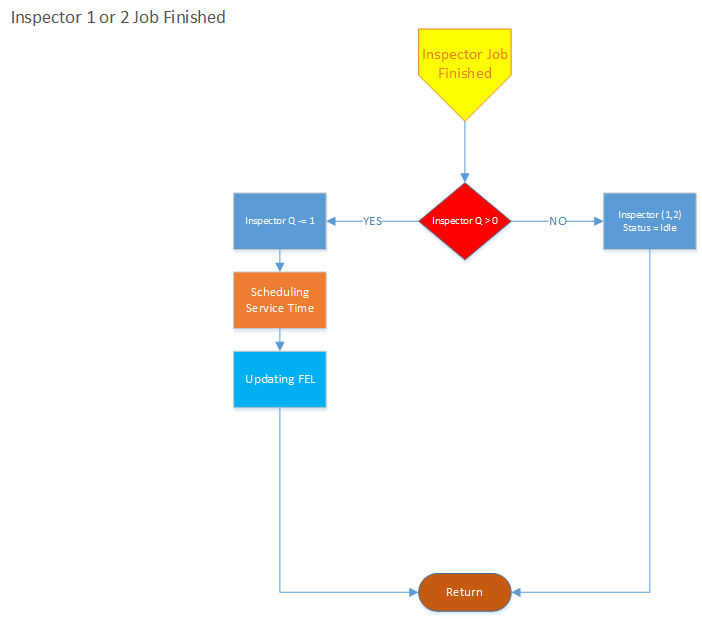 Inspector 1 or 2 Job Finished
Inspector Job
Finished
Inspector Q -= 1
YES
Inspector Q > 0
NO
Inspector (1,2)
Status = Idle
Scheduling
Service Time
Updating FEL
Return